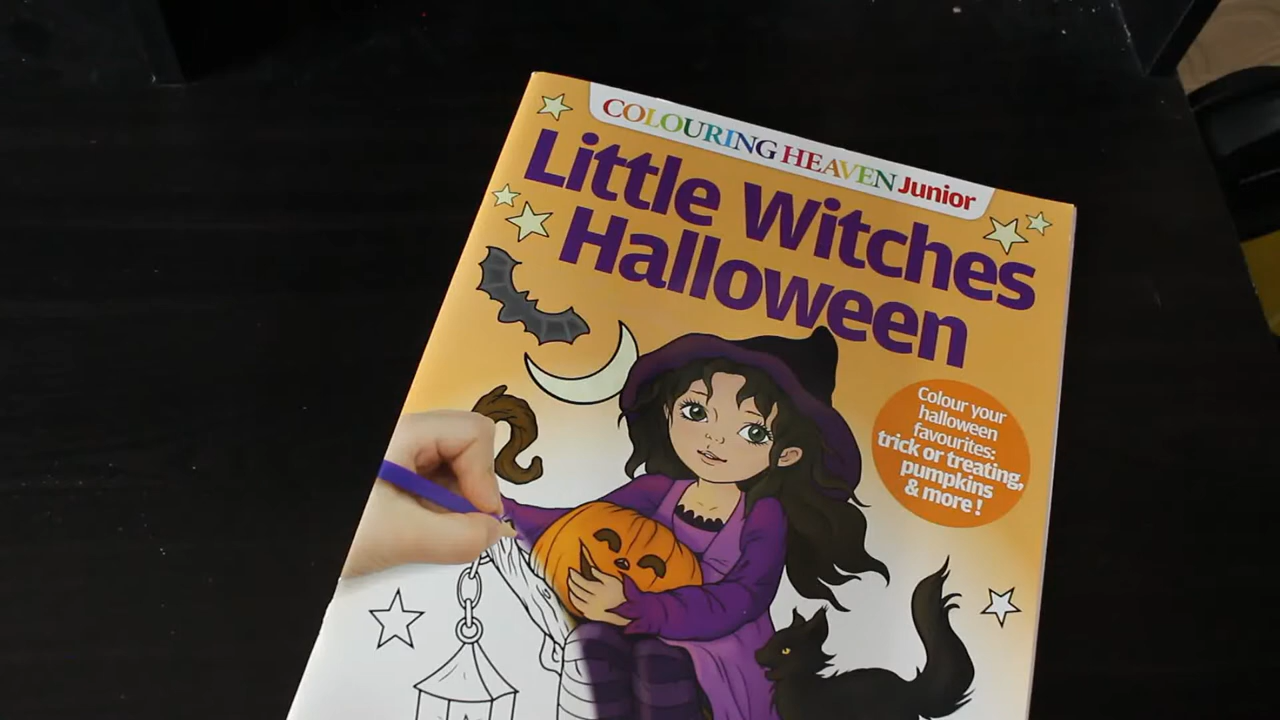 COLOURING HEAVEN Junior
Little Witches
Halloween
Colour your
halloween
favourites:
trick or treating,
pumpkins
& more!